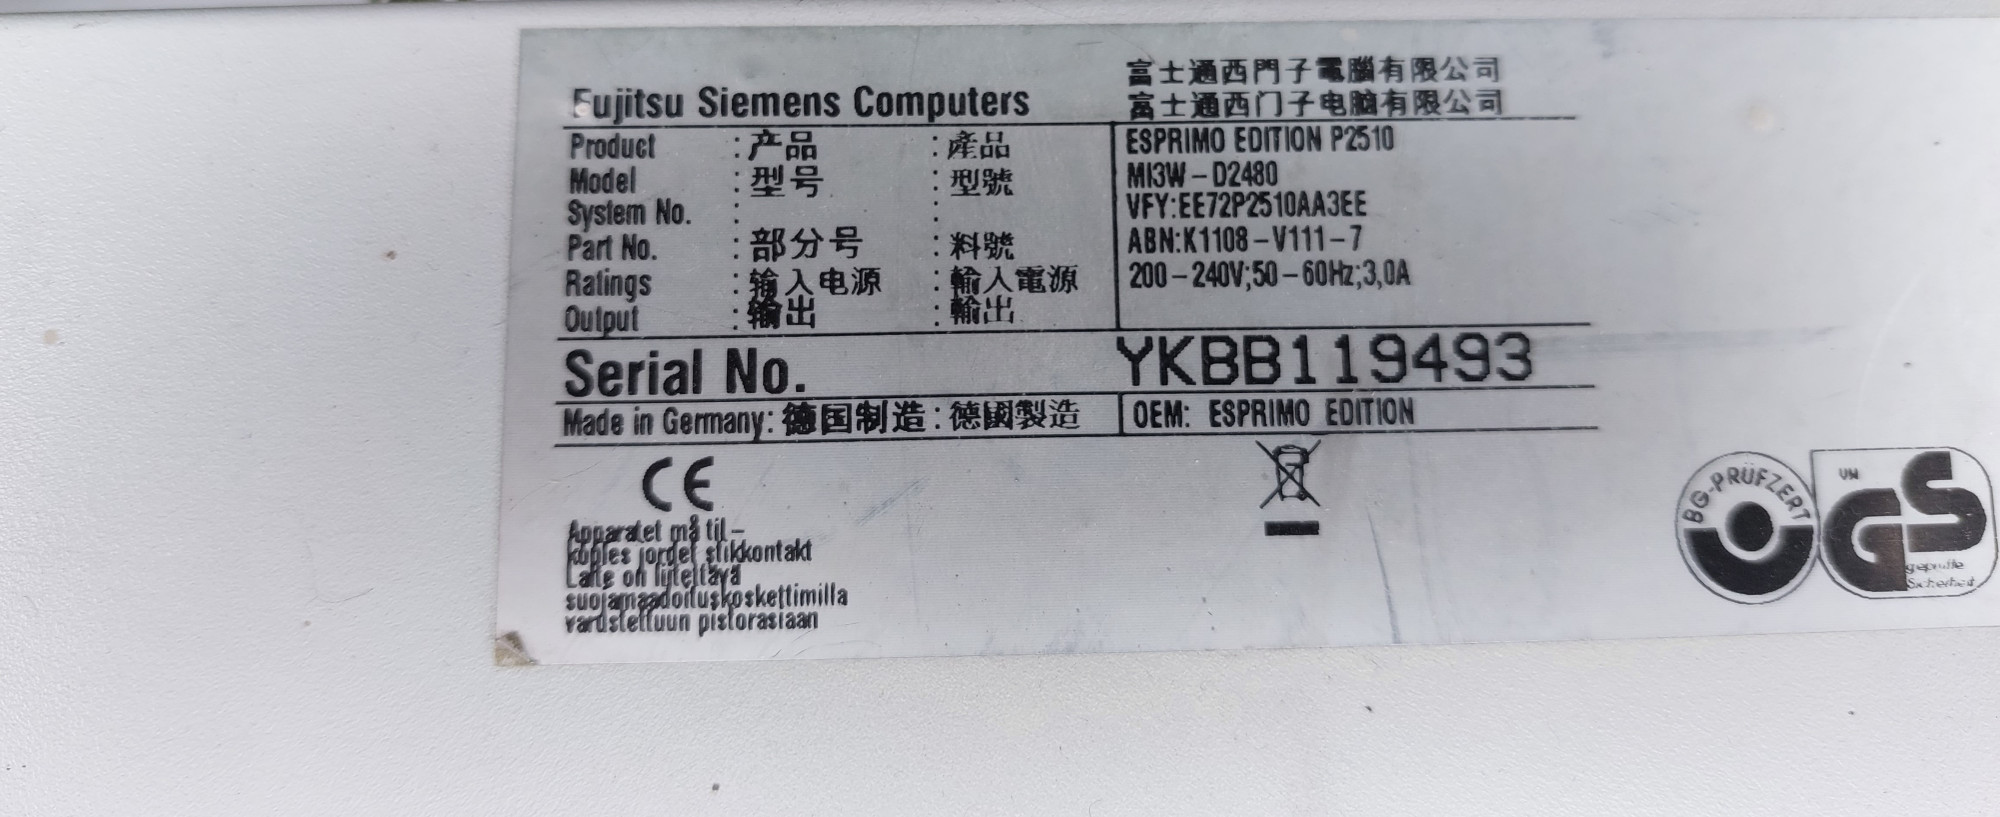 富士通西門子電腦有限公司
Fujitsu Siemens Computers 富士通西门子电脑有限公司
Product : 产品 : 產品 ESPRIMO EDITION P2510
Model : 型号 : 型號 MI3W-D2480
System No. : : VFY:EE72P2510AA3EE
Part No. : 部分号 : 料號 ABN:K1108-V111-7
Ratings : 输入电源 : 輸入電源 200-240V;50-60Hz;3,0A
Output : 输出 : 輸出
Serial No. YKBB119493
Made in Germany: 德国制造 : 德國製造 OEM: ESPRIMO EDITION
CE
Apparatet må til-
koples jordet stikkontakt
Laite on liitettävä
suojamaadoituskoskettimilla
varustettuun pistorasiaan
BG-PRÜFZERT
GS
geprüfte
Sicherheit